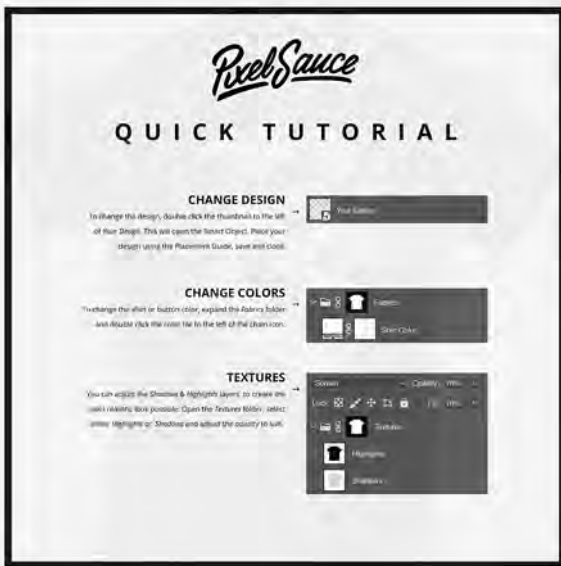 PixelSauce
QUICK TUTORIAL
CHANGE DESIGN
To change the design, double click the thumbnail to the left
of Your Design. This will open the Smart Object. Place your
design using the Placement Guide, save and close.
Your Design
CHANGE COLORS
To change the shirt or button color, expand the Fabrics folder
and double click the color tile to the left of the chain icon.
Shirt Color
TEXTURES
You can adjust the Shadows & Highlights layers, to create the
most realistic look possible. Open the Textures folder, select
either Highlights or Shadows and adjust the opacity to suit.
Screen
Opacity:
Lock:
Textures
Highlights
Shadows